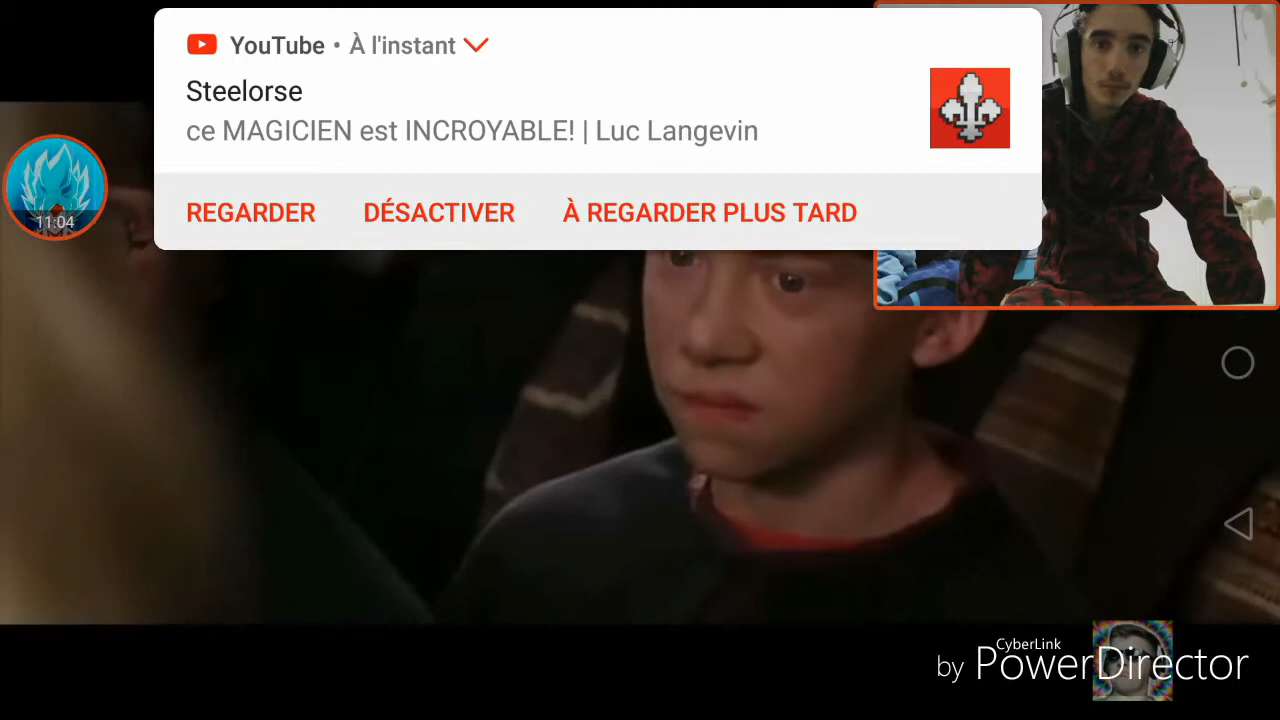 YouTube • À l'instant
Steelorse
ce MAGICIEN est INCROYABLE! | Luc Langevin
REGARDER DÉSACTIVER À REGARDER PLUS TARD
11:04
CyberLink
by PowerDirector